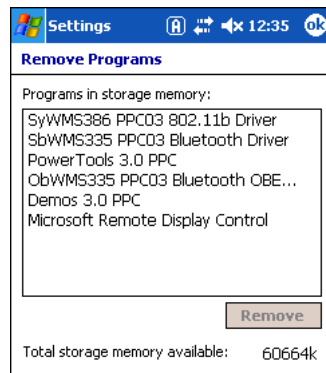 Settings A 12:35 ok
Remove Programs
Programs in storage memory:
SyWMS386 PPC03 802.11b Driver
SbWMS335 PPC03 Bluetooth Driver
PowerTools 3.0 PPC
ObWMS335 PPC03 Bluetooth OBE...
Demos 3.0 PPC
Microsoft Remote Display Control
Remove
Total storage memory available: 60664k